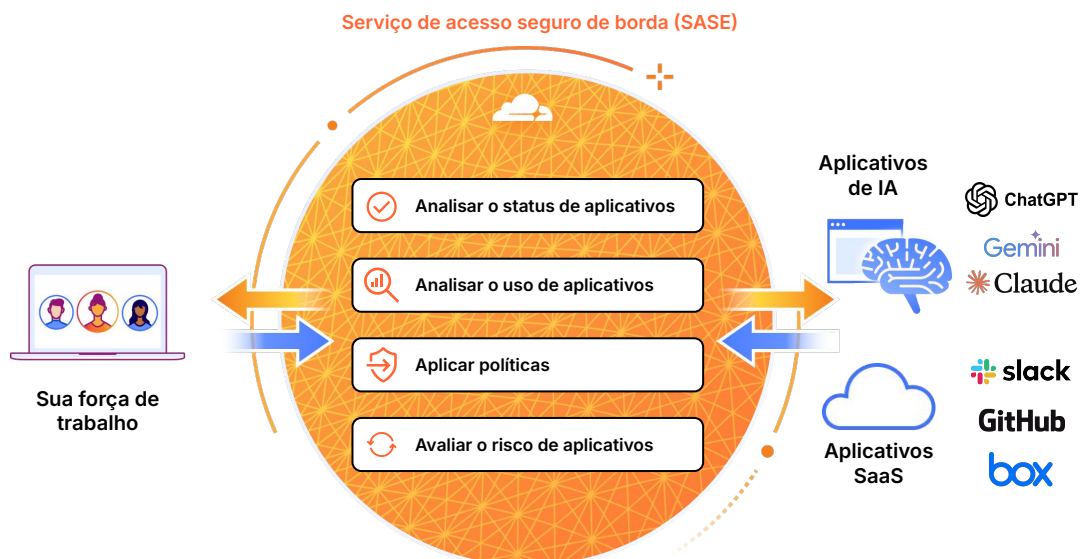 Serviço de acesso seguro de borda (SASE)
Analisar o status de aplicativos
Analisar o uso de aplicativos
Aplicar políticas
Avaliar o risco de aplicativos
Sua força de
trabalho
Aplicativos
de IA
ChatGPT
Gemini
Claude
Aplicativos
SaaS
slack
GitHub
box